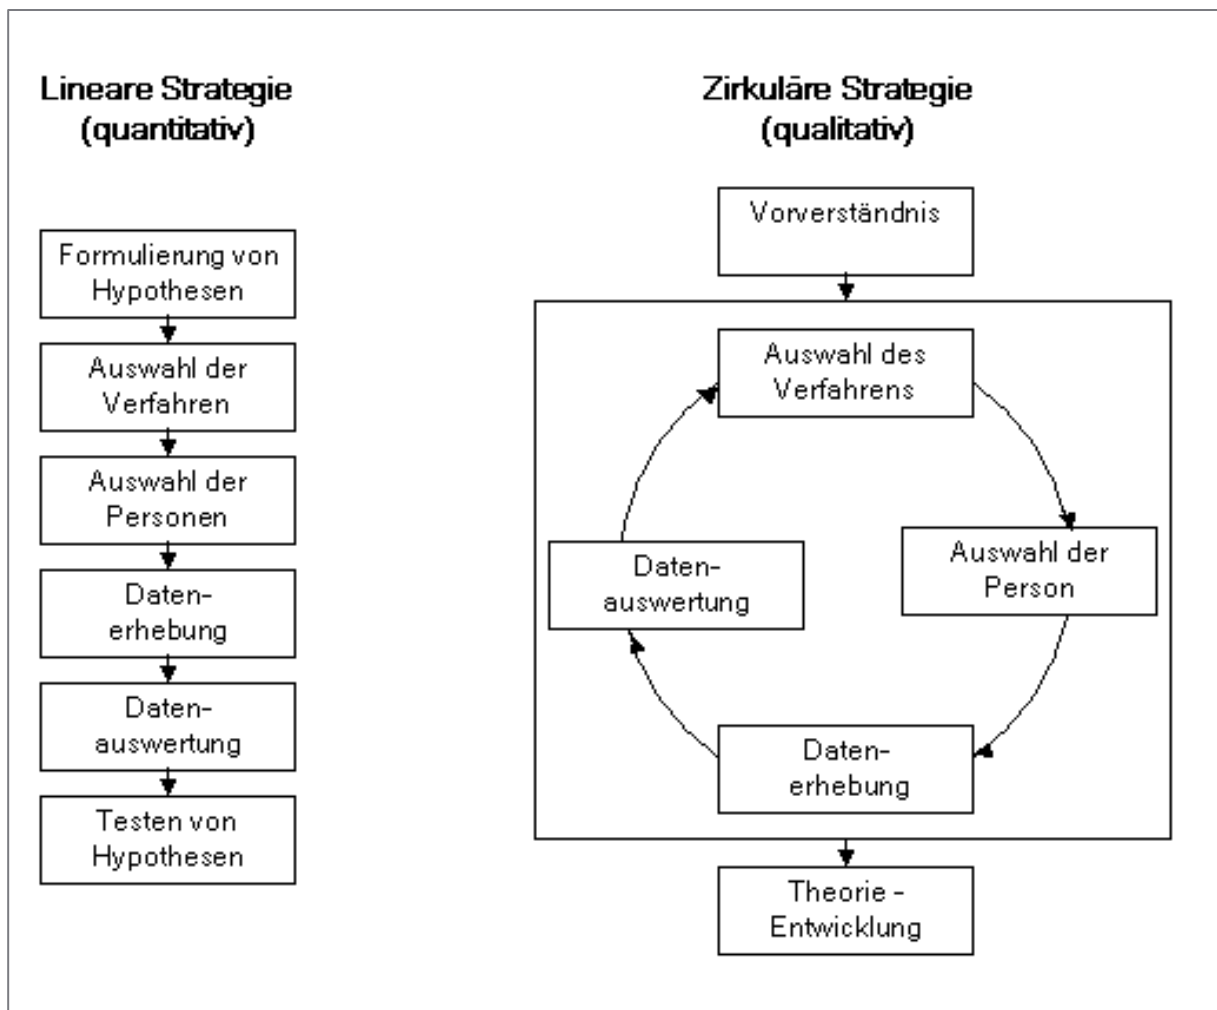 Lineare Strategie
(quantitativ)
Formulierung von
Hypothesen
Auswahl der
Verfahren
Auswahl der
Personen
Daten-
erhebung
Daten-
auswertung
Testen von
Hypothesen
Zirkuläre Strategie
(qualitativ)
Vorverständnis
Auswahl des
Verfahrens
Auswahl der
Person
Daten-
erhebung
Daten-
auswertung
Theorie -
Entwicklung